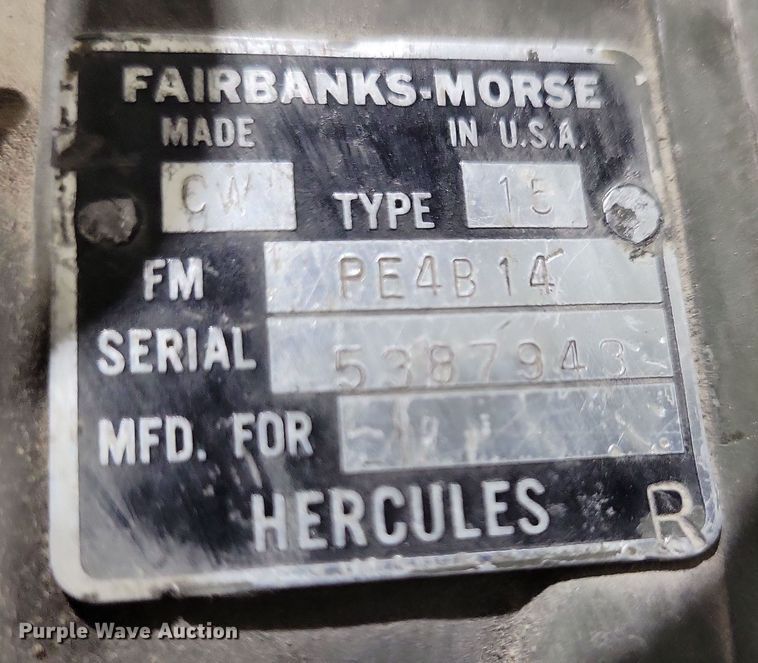 FAIRBANKS-MORSE
MADE IN U.S.A.
CW TYPE 15
FM PE4B14
SERIAL 5387943
MFD. FOR
HERCULES R
Purple Wave Auction